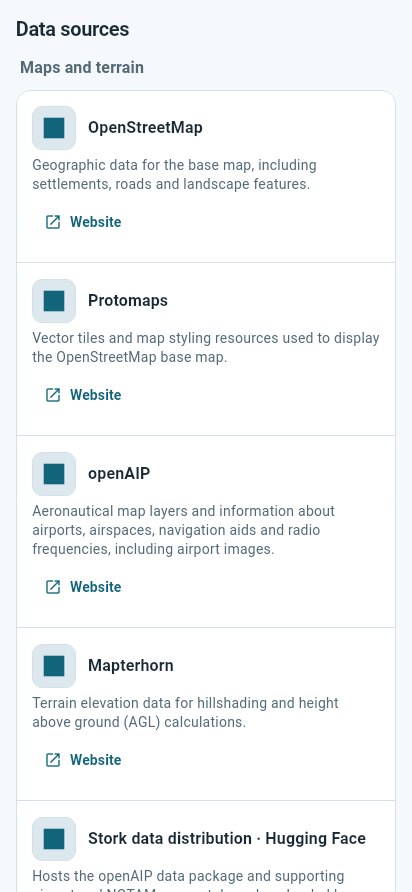 Data sources
Maps and terrain
OpenStreetMap
Geographic data for the base map, including
settlements, roads and landscape features.
Website
Protomaps
Vector tiles and map styling resources used to display
the OpenStreetMap base map.
Website
openAIP
Aeronautical map layers and information about
airports, airspaces, navigation aids and radio
frequencies, including airport images.
Website
Mapterhorn
Terrain elevation data for hillshading and height
above ground (AGL) calculations.
Website
Stork data distribution · Hugging Face
Hosts the openAIP data package and supporting